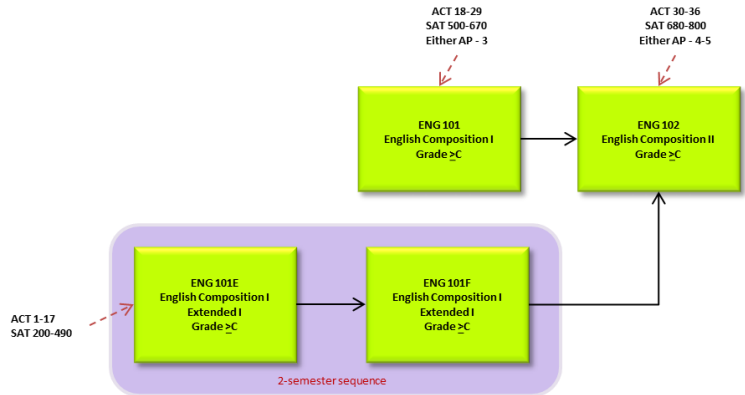 ACT 18-29
SAT 500-670
Either AP - 3
ACT 30-36
SAT 680-800
Either AP - 4-5
ENG 101
English Composition I
Grade ≥C
ENG 102
English Composition II
Grade ≥C
ENG 101E
English Composition I
Extended I
Grade ≥C
ENG 101F
English Composition I
Extended I
Grade ≥C
ACT 1-17
SAT 200-490
2-semester sequence